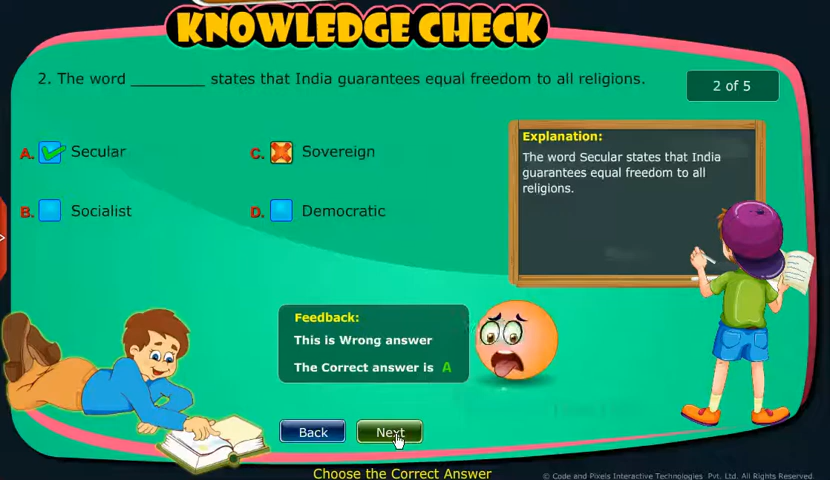 KNOWLEDGE CHECK
2. The word ________ states that India guarantees equal freedom to all religions.
2 of 5
A. Secular
C. Sovereign
B. Socialist
D. Democratic
Explanation:
The word Secular states that India
guarantees equal freedom to all
religions.
Feedback:
This is Wrong answer
The Correct answer is A
Back
Next
Choose the Correct Answer
© Code and Pixels Interactive Technologies Pvt. Ltd. All Rights Reserved.